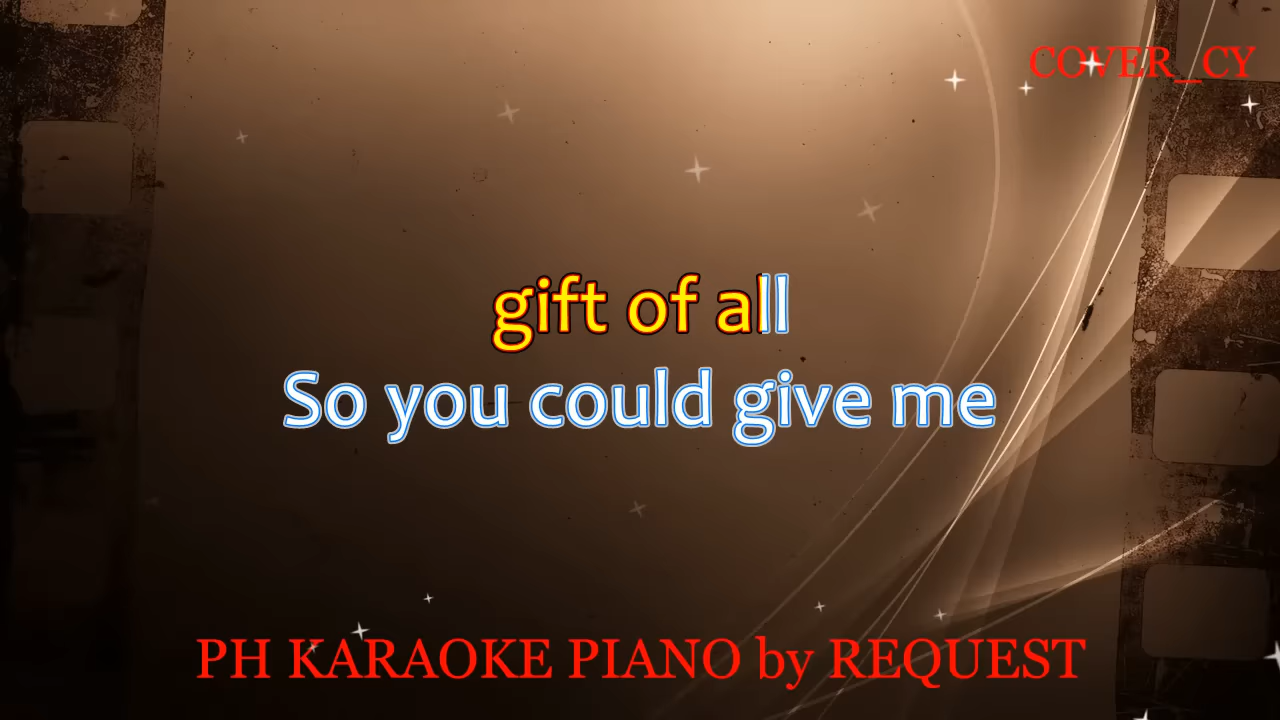 COVER_CY
gift of all
So you could give me
PH KARAOKE PIANO by REQUEST